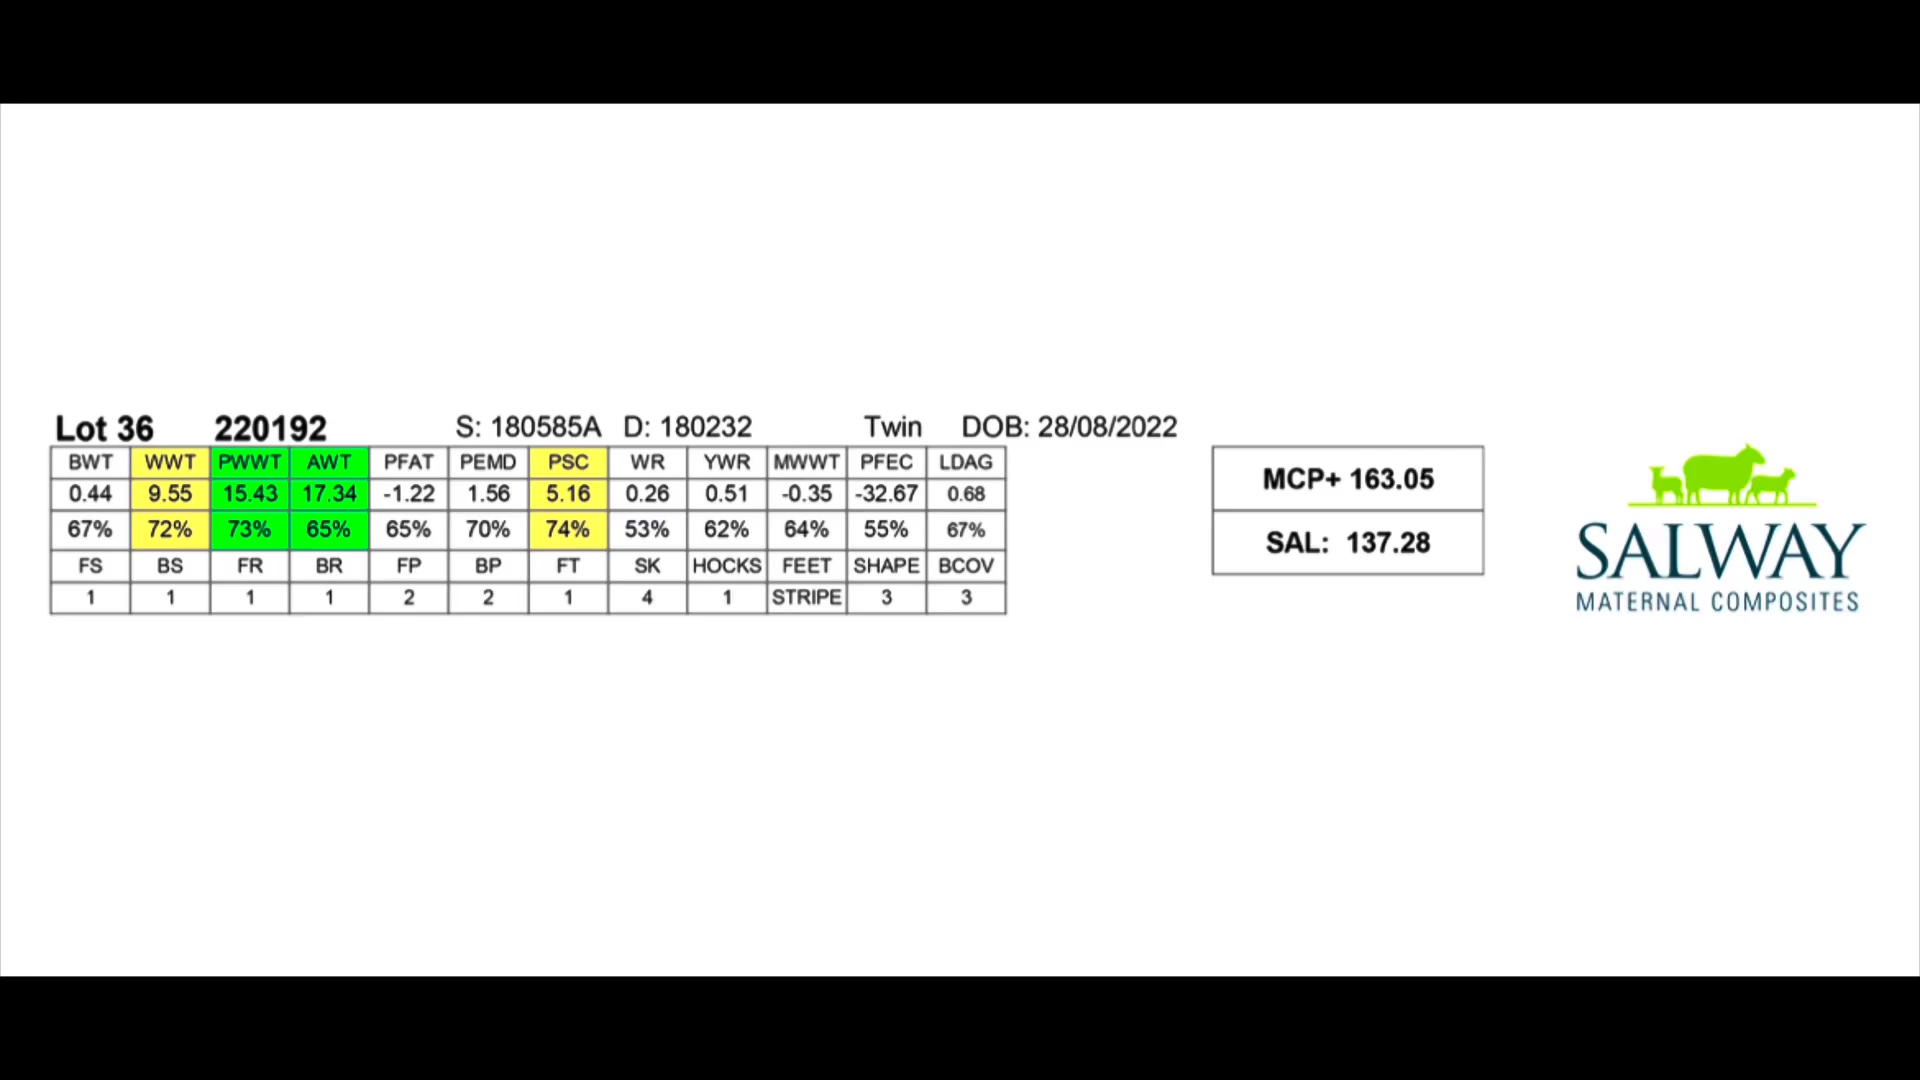 Lot 36 220192 S: 180585A D: 180232 Twin DOB: 28/08/2022
BWT WWT PWWT AWT PFAT PEMD PSC WR YWR MWWT PFEC LDAG
0.44 9.55 15.43 17.34 -1.22 1.56 5.16 0.26 0.51 -0.35 -32.67 0.68
67% 72% 73% 65% 65% 70% 74% 53% 62% 64% 55% 67%
FS BS FR BR FP BP FT SK HOCKS FEET SHAPE BCOV
1 1 1 1 2 2 1 4 1 STRIPE 3 3
MCP+ 163.05
SAL: 137.28
SALWAY
MATERNAL COMPOSITES